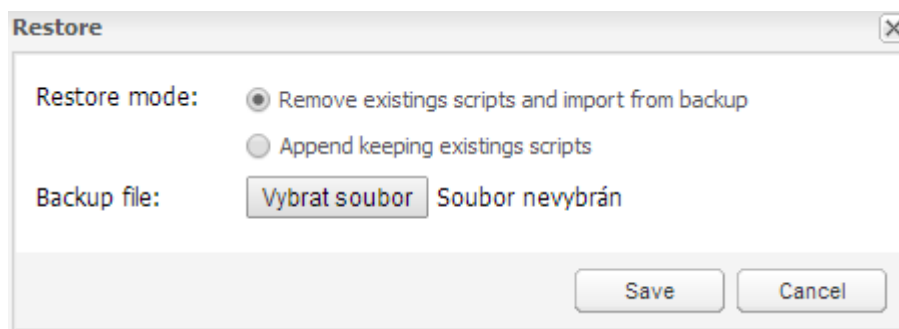 Restore
Restore mode: Remove existings scripts and import from backup
Append keeping existings scripts
Backup file: Vybrat soubor Soubor nevybrán
Save Cancel